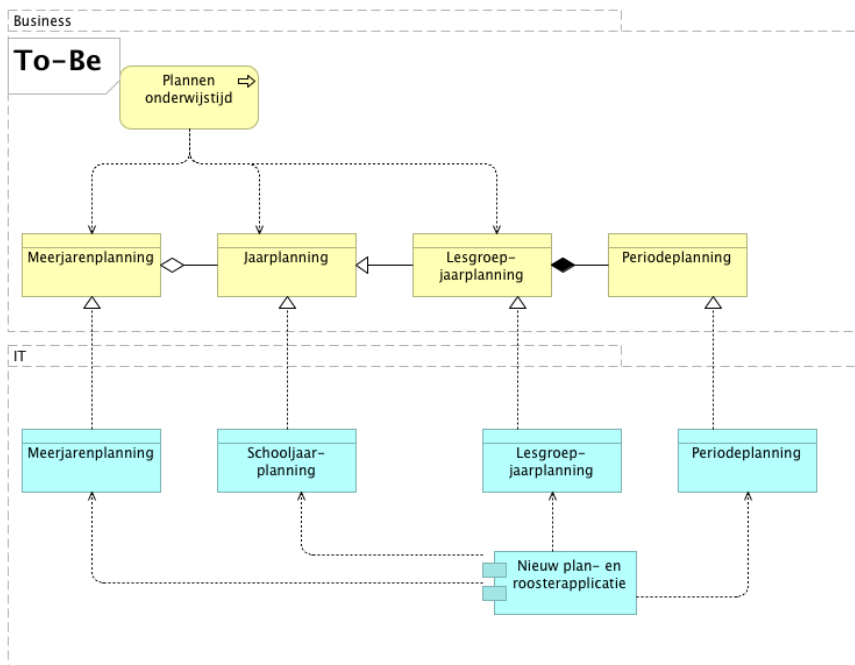 Business
To-Be
Plannen
onderwijstijd
Meerjarenplanning
Jaarplanning
Lesgroep-
jaarplanning
Periodeplanning
IT
Meerjarenplanning
Schooljaar-
planning
Lesgroep-
jaarplanning
Periodeplanning
Nieuw plan- en
roosterapplicatie